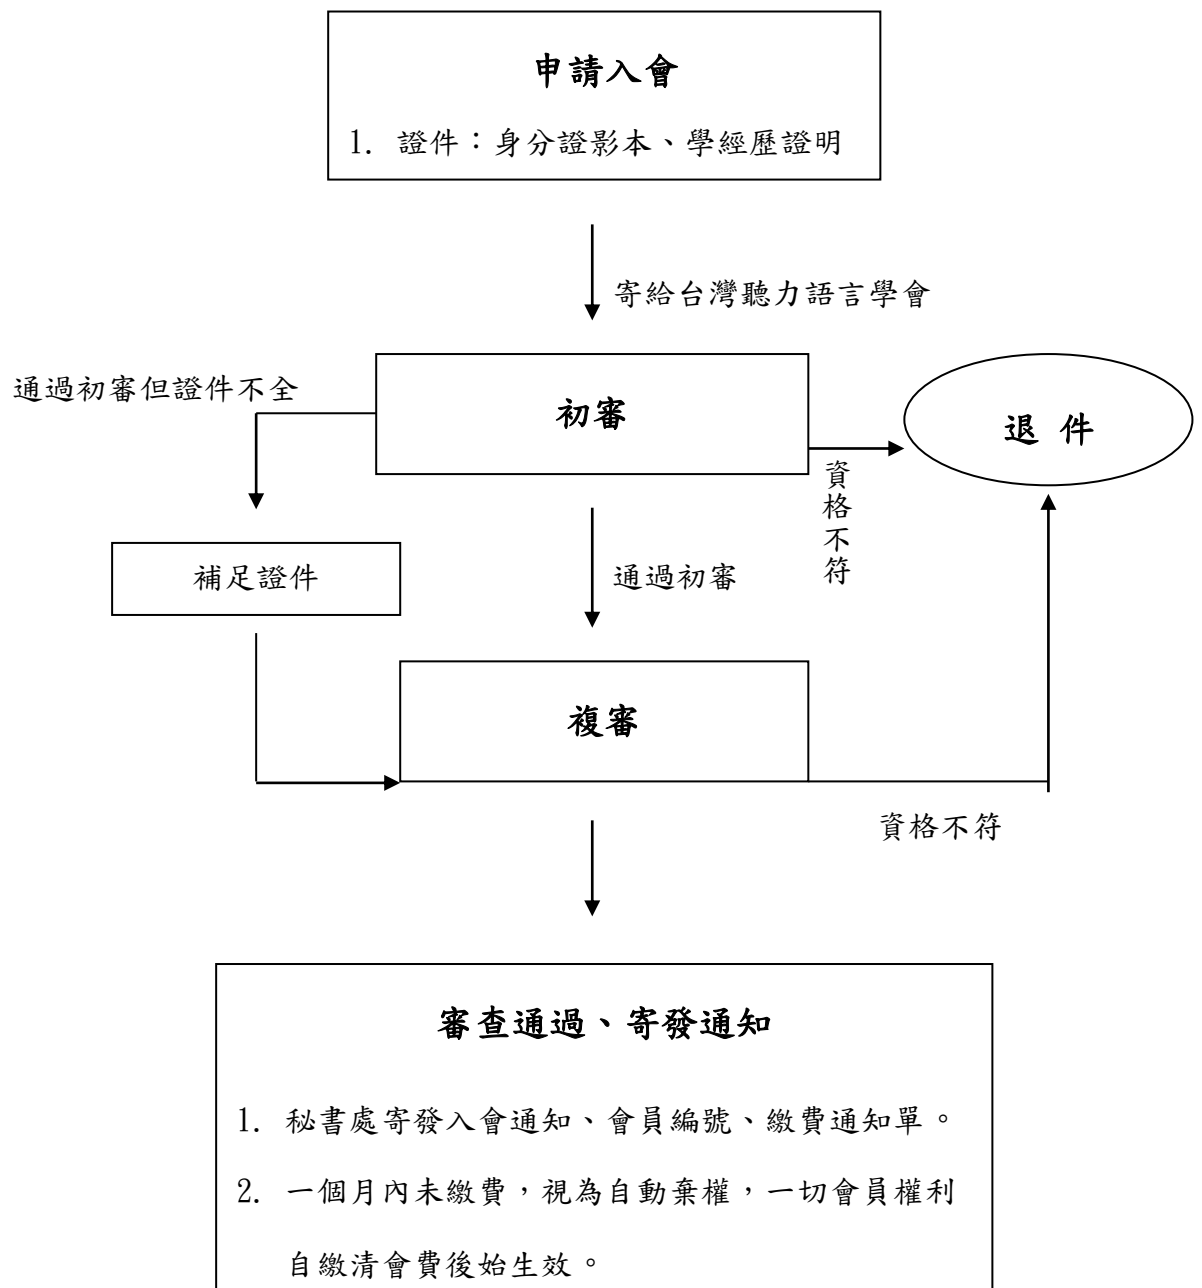 申請入會
1. 證件：身分證影本、學經歷證明
寄給台灣聽力語言學會
通過初審但證件不全
初審
退 件
資格不符
補足證件
通過初審
複審
資格不符
審查通過、寄發通知
1. 秘書處寄發入會通知、會員編號、繳費通知單。
2. 一個月內未繳費，視為自動棄權，一切會員權利
自繳清會費後始生效。